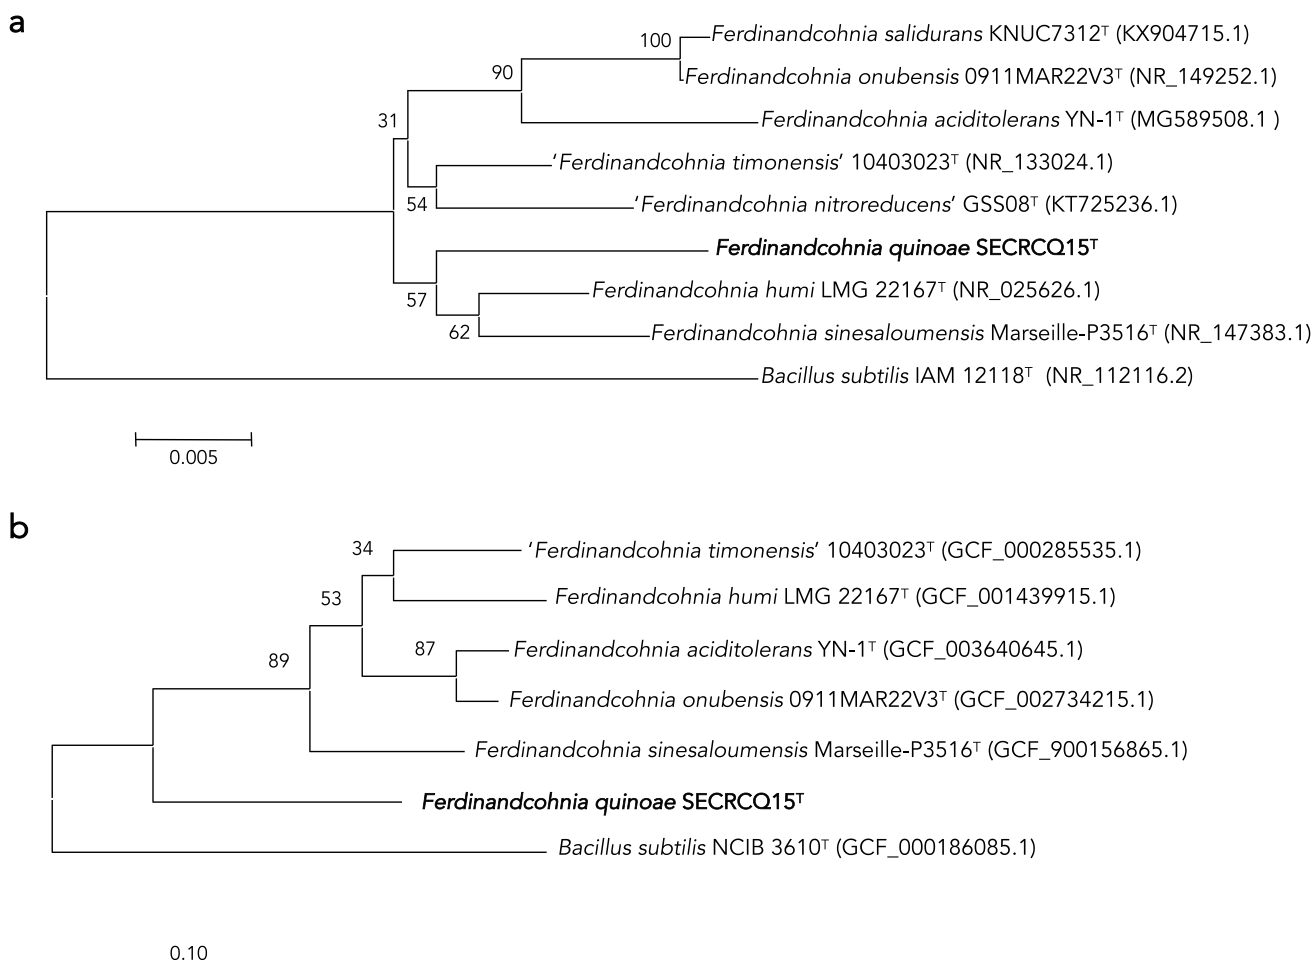 a
Ferdinandcohnia salidurans KNUC7312ᵀ (KX904715.1)
100
Ferdinandcohnia onubensis 0911MAR22V3ᵀ (NR_149252.1)
90
Ferdinandcohnia aciditolerans YN-1ᵀ (MG589508.1 )
31
'Ferdinandcohnia timonensis' 10403023ᵀ (NR_133024.1)
54
'Ferdinandcohnia nitroreducens' GSS08ᵀ (KT725236.1)
Ferdinandcohnia quinoae SECRCQ15ᵀ
57
Ferdinandcohnia humi LMG 22167ᵀ (NR_025626.1)
62
Ferdinandcohnia sinesaloumensis Marseille-P3516ᵀ (NR_147383.1)
Bacillus subtilis IAM 12118ᵀ (NR_112116.2)
0.005
b
34
'Ferdinandcohnia timonensis' 10403023ᵀ (GCF_000285535.1)
53
Ferdinandcohnia humi LMG 22167ᵀ (GCF_001439915.1)
87
Ferdinandcohnia aciditolerans YN-1ᵀ (GCF_003640645.1)
89
Ferdinandcohnia onubensis 0911MAR22V3ᵀ (GCF_002734215.1)
Ferdinandcohnia sinesaloumensis Marseille-P3516ᵀ (GCF_900156865.1)
Ferdinandcohnia quinoae SECRCQ15ᵀ
Bacillus subtilis NCIB 3610ᵀ (GCF_000186085.1)
0.10